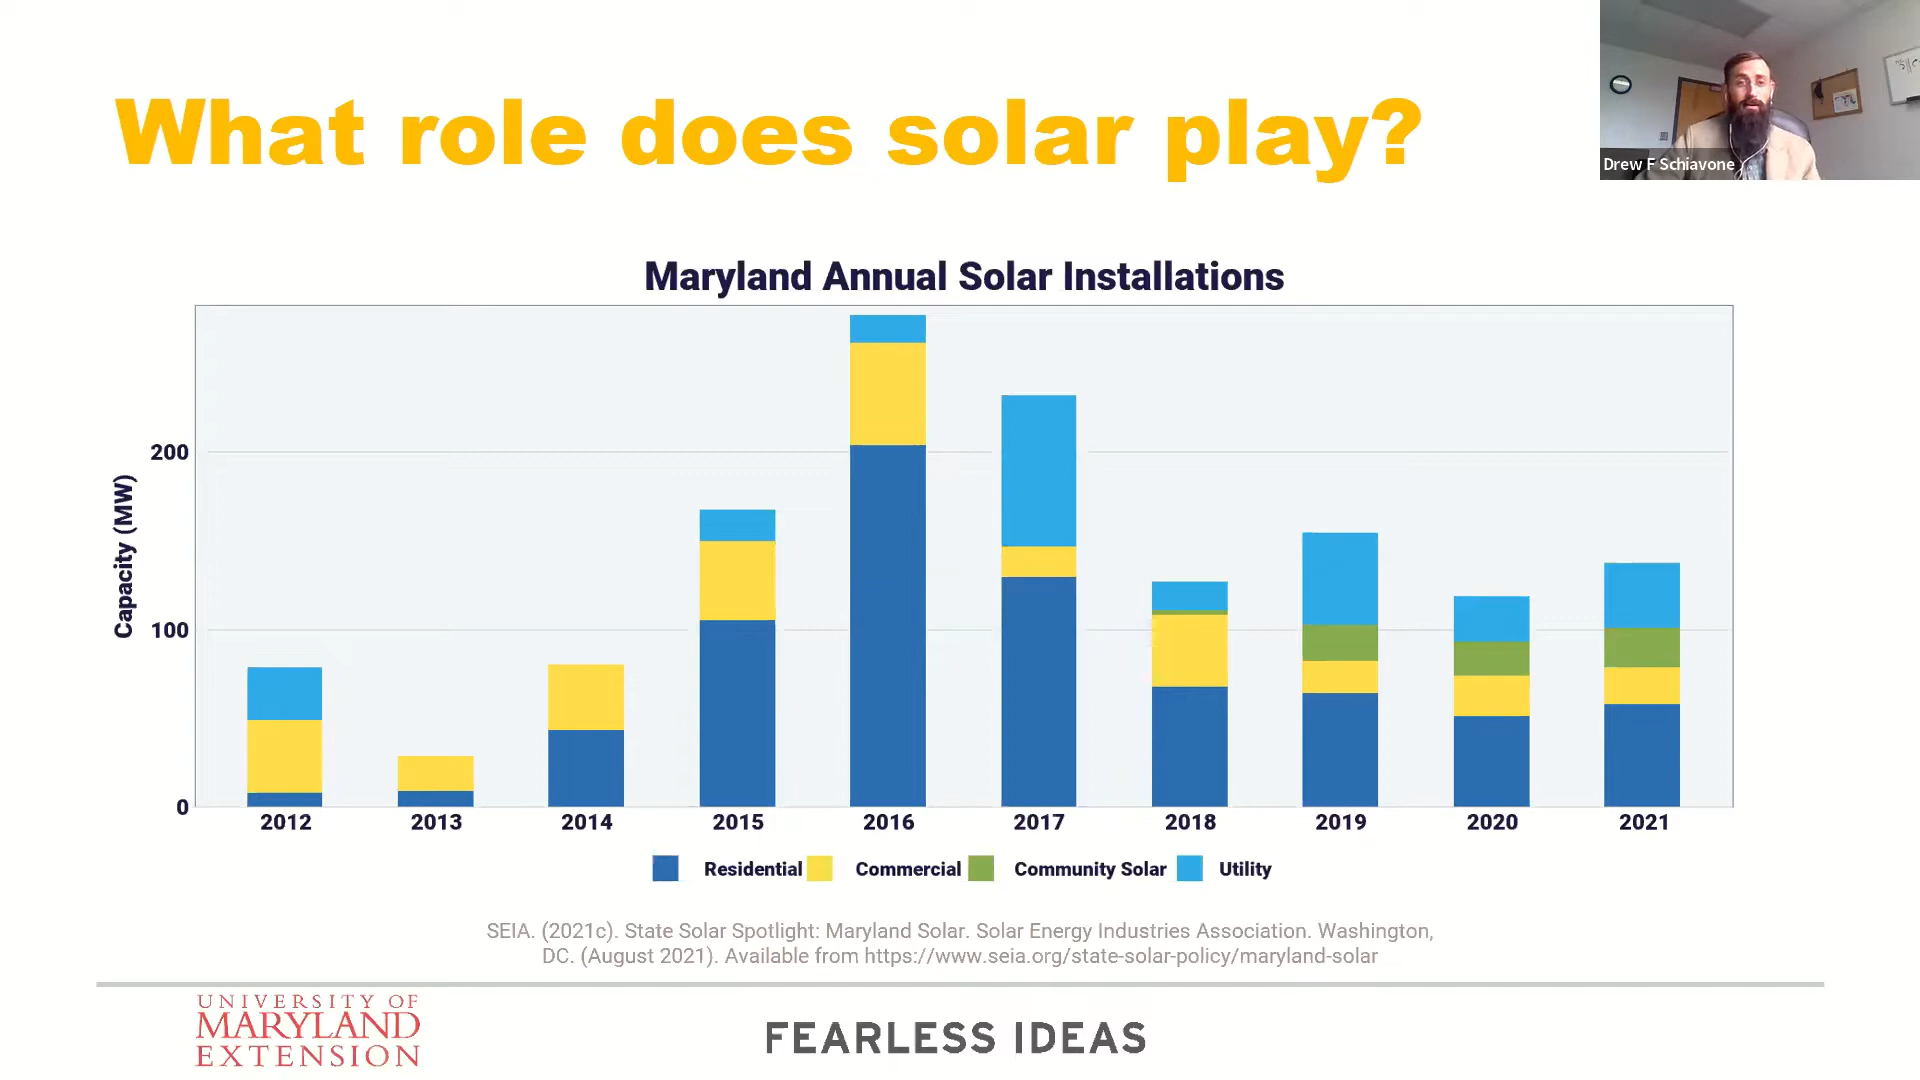 What role does solar play?
Drew F Schiavone
Maryland Annual Solar Installations
Capacity (MW)
200
100
0
2012 2013 2014 2015 2016 2017 2018 2019 2020 2021
Residential Commercial Community Solar Utility
SEIA. (2021c). State Solar Spotlight: Maryland Solar. Solar Energy Industries Association. Washington,
DC. (August 2021). Available from https://www.seia.org/state-solar-policy/maryland-solar
UNIVERSITY OF
MARYLAND
EXTENSION
FEARLESS IDEAS